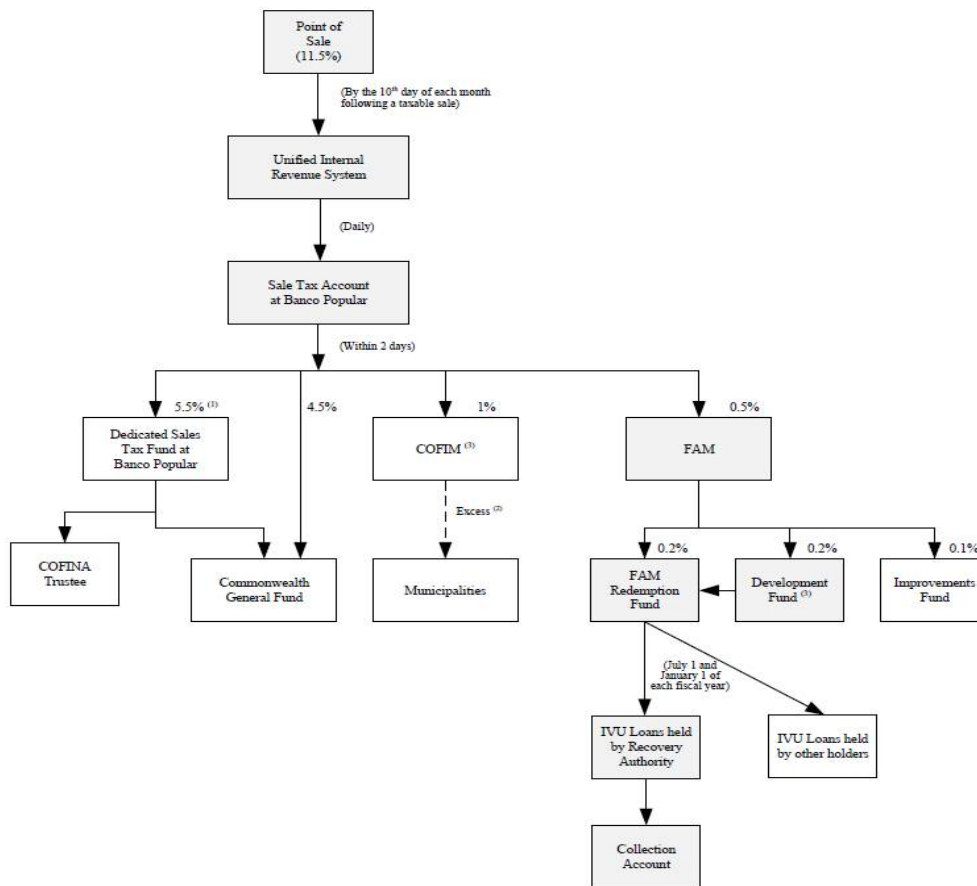 Point of
Sale
(11.5%)
(By the 10th day of each month
following a taxable sale)
Unified Internal
Revenue System
(Daily)
Sale Tax Account
at Banco Popular
(Within 2 days)
5.5% (1)
4.5%
1%
0.5%
Dedicated Sales
Tax Fund at
Banco Popular
COFIM (3)
FAM
Excess (2)
0.2%
0.2%
0.1%
COFINA
Trustee
Commonwealth
General Fund
Municipalities
FAM
Redemption
Fund
Development
Fund (3)
Improvements
Fund
(July 1 and
January 1 of
each fiscal year)
IVU Loans held
by Recovery
Authority
IVU Loans held
by other holders
Collection
Account